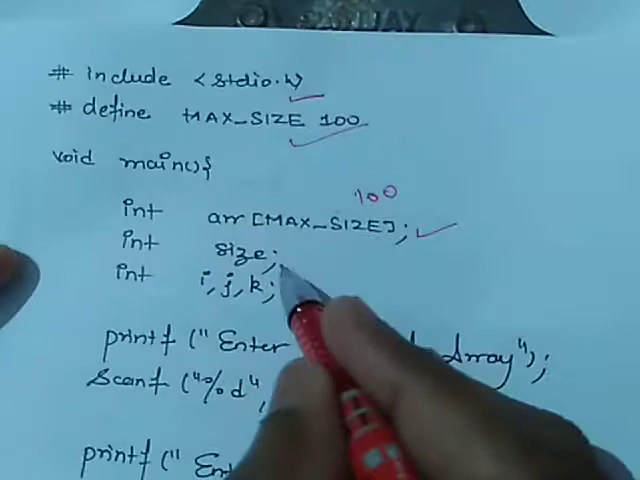 SANJAY
# include <stdio.h>
# define MAX_SIZE 100
void main(){
100
int arr [MAX_SIZE];
int size;
int i, j, k;
printf (" Enter Array");
Scanf ("%d",
printf ("